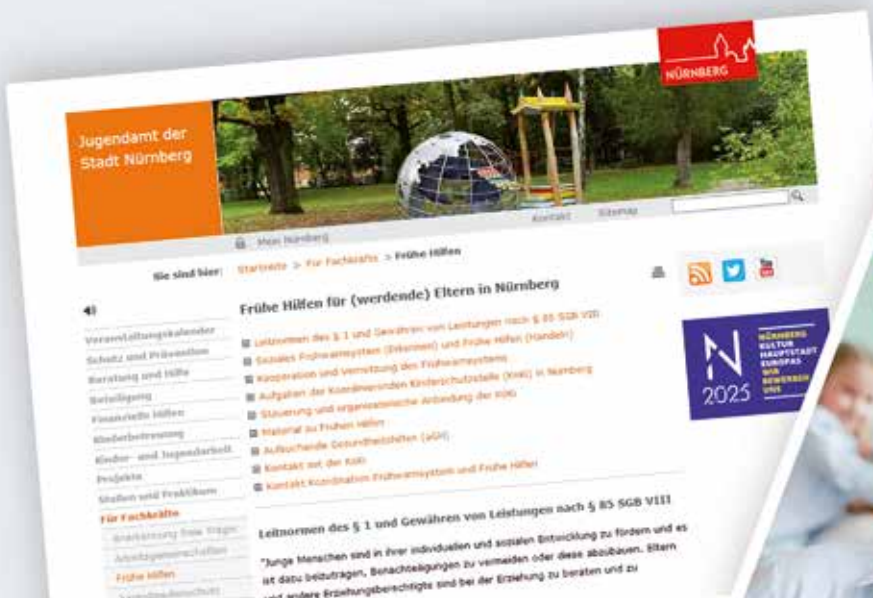 NÜRNBERG
Jugendamt der
Stadt Nürnberg
Mein Nürnberg
Kontakt
Sitemap
Sie sind hier: Startseite > Für Fachkräfte > Frühe Hilfen
Frühe Hilfen für (werdende) Eltern in Nürnberg
Leitnormen des § 1 und Gewähren von Leistungen nach § 85 SGB VIII
Soziales Frühwarnsystem (Erkennen) und Frühe Hilfen (Handeln)
Kooperation und Vernetzung des Frühwarnsystems
Aufgaben der Koordinierenden Kinderschutzstelle (KoKi) in Nürnberg
Steuerung und organisatorische Anbindung der KoKi
Material zu Frühen Hilfen
Aufsuchende Gesundheitshilfen (aGH)
Kontakt mit der KoKi
Kontakt Koordination Frühwarnsystem und Frühe Hilfen
Veranstaltungskalender
Schutz und Prävention
Beratung und Hilfe
Beteiligung
Finanzielle Hilfen
Kinderbetreuung
Kinder- und Jugendarbeit
Projekte
Stellen und Praktikum
Für Fachkräfte
Anerkennung freie Träger
Arbeitsgemeinschaften
Frühe Hilfen
You
N
2025
NÜRNBERG
KULTUR
HAUPTSTADT
EUROPAS
WIR
BEWERBEN
UNS
Leitnormen des § 1 und Gewähren von Leistungen nach § 85 SGB VIII
"Junge Menschen sind in ihrer individuellen und sozialen Entwicklung zu fördern und es
ist dazu beizutragen, Benachteiligungen zu vermeiden oder diese abzubauen. Eltern
und andere Erziehungsberechtigte sind bei der Erziehung zu beraten und zu